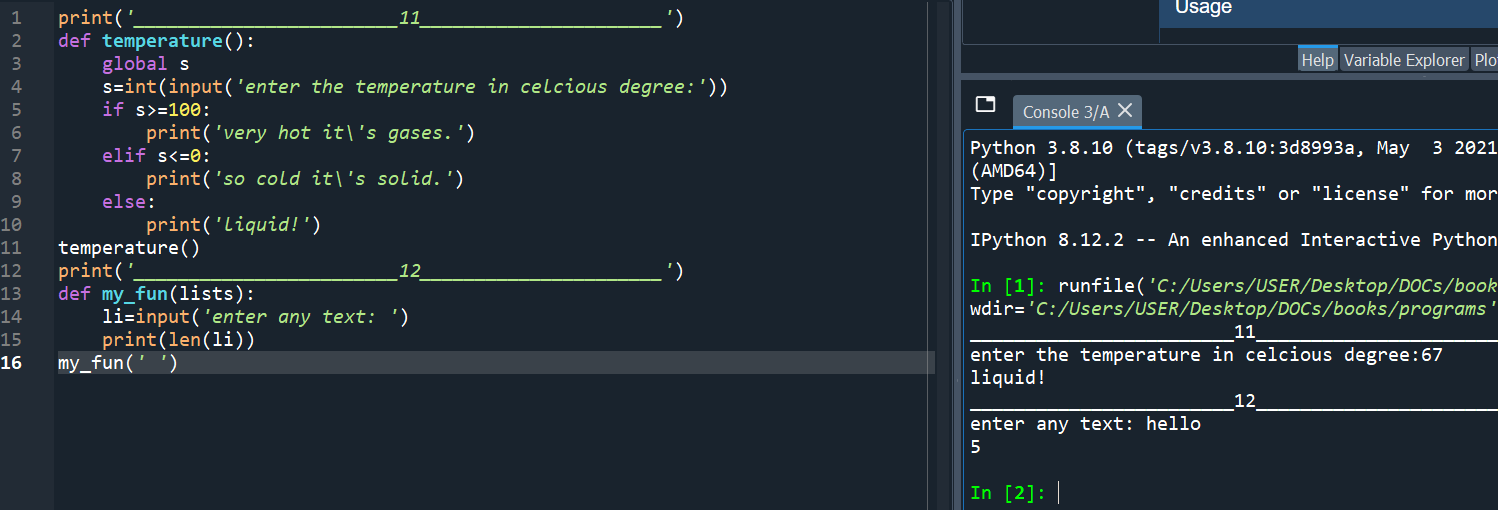 1 print('________________________11______________________')
2 def temperature():
3     global s
4     s=int(input('enter the temperature in celcious degree:'))
5     if s>=100:
6         print('very hot it\'s gases.')
7     elif s<=0:
8         print('so cold it\'s solid.')
9     else:
10         print('liquid!')
11 temperature()
12 print('________________________12______________________')
13 def my_fun(lists):
14     li=input('enter any text: ')
15     print(len(li))
16 my_fun(' ')
Usage
Help Variable Explorer Plo
Console 3/A
Python 3.8.10 (tags/v3.8.10:3d8993a, May  3 2021
(AMD64)]
Type "copyright", "credits" or "license" for mor

IPython 8.12.2 -- An enhanced Interactive Python

In [1]: runfile('C:/Users/USER/Desktop/DOCs/book
wdir='C:/Users/USER/Desktop/DOCs/books/programs'
________________________11______________________
enter the temperature in celcious degree:67
liquid!
________________________12______________________
enter any text: hello
5

In [2]: